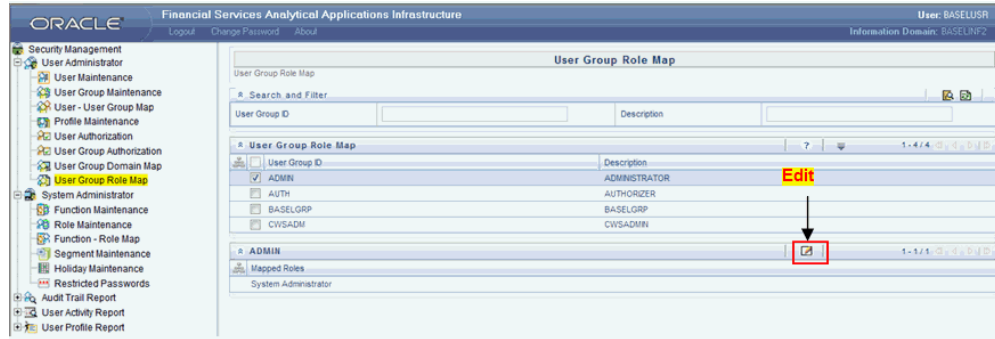 ORACLE
Financial Services Analytical Applications Infrastructure
User: BASELUSR
Logout Change Password About
Information Domain: BASELINF2
Security Management
User Administrator
User Maintenance
User Group Maintenance
User - User Group Map
Profile Maintenance
User Authorization
User Group Authorization
User Group Domain Map
User Group Role Map
System Administrator
Function Maintenance
Role Maintenance
Function - Role Map
Segment Maintenance
Holiday Maintenance
Restricted Passwords
Audit Trail Report
User Activity Report
User Profile Report
User Group Role Map
User Group Role Map
Search and Filter
User Group ID Description
User Group Role Map ? 1 - 4 / 4
User Group ID Description
ADMIN ADMINISTRATOR
AUTH AUTHORIZER
BASELGRP BASELGRP
CWSADM CWSADMIN
Edit
ADMIN 1 - 1 / 1
Mapped Roles
System Administrator